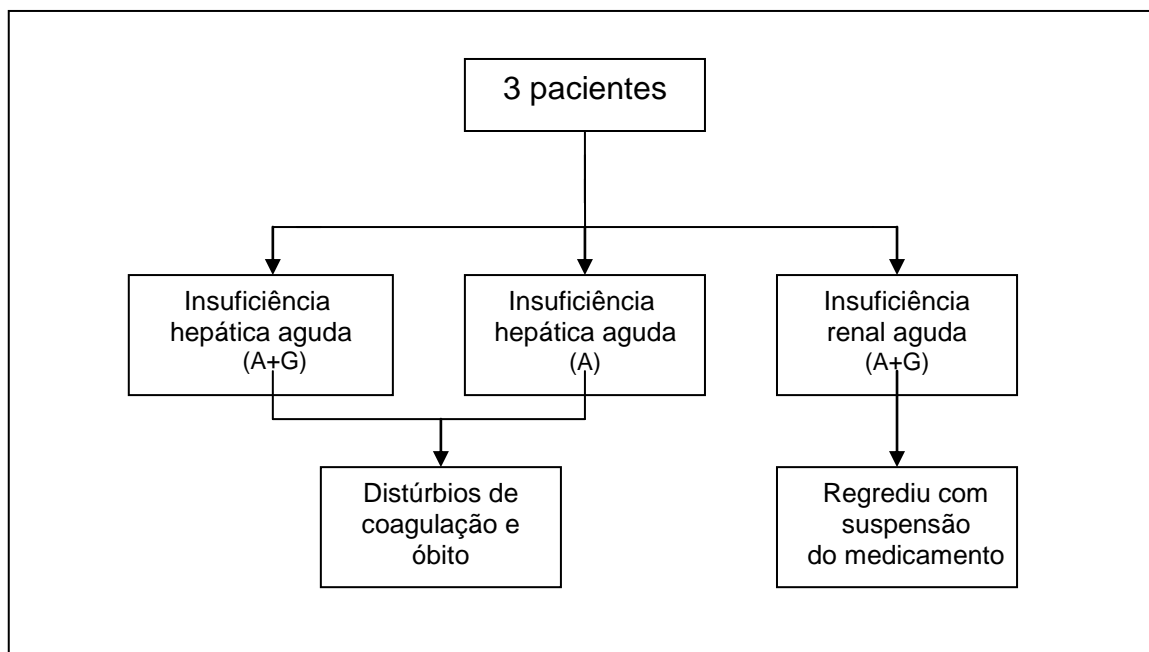 3 pacientes
Insuficiência
hepática aguda
(A+G)
Insuficiência
hepática aguda
(A)
Insuficiência
renal aguda
(A+G)
Distúrbios de
coagulação e
óbito
Regrediu com
suspensão
do medicamento